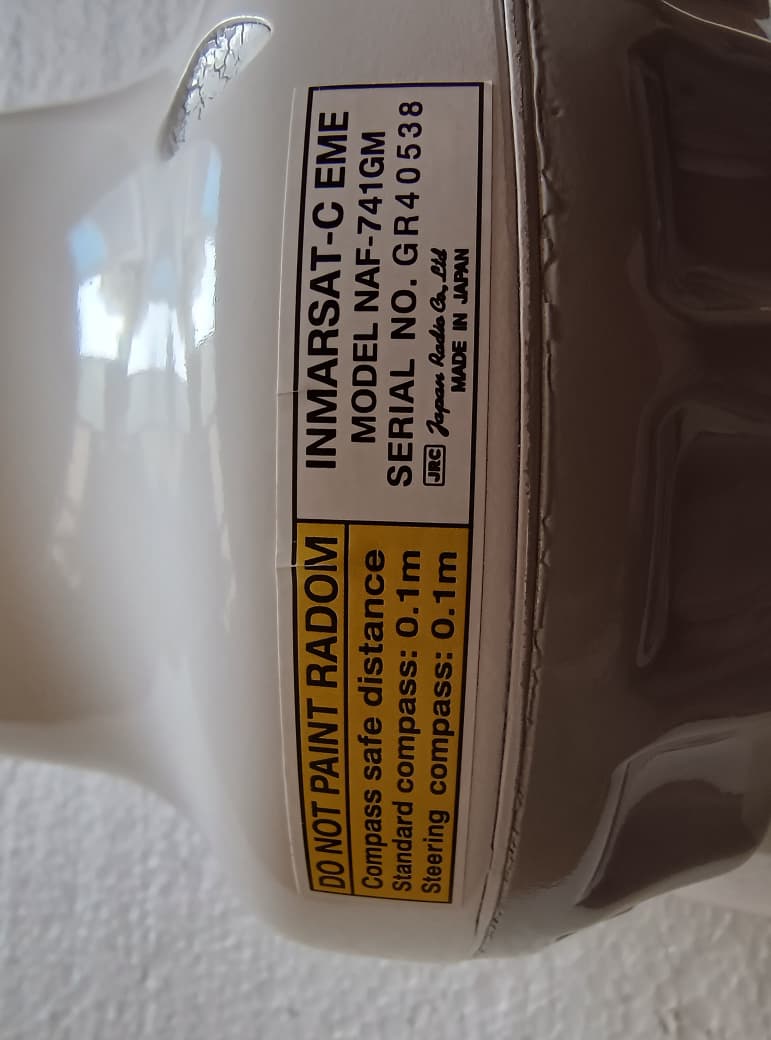 DO NOT PAINT RADOM
Compass safe distance
Standard compass: 0.1m
Steering compass: 0.1m
INMARSAT-C EME
MODEL NAF-741GM
SERIAL NO. GR40538
JRC Japan Radio Co., Ltd
MADE IN JAPAN